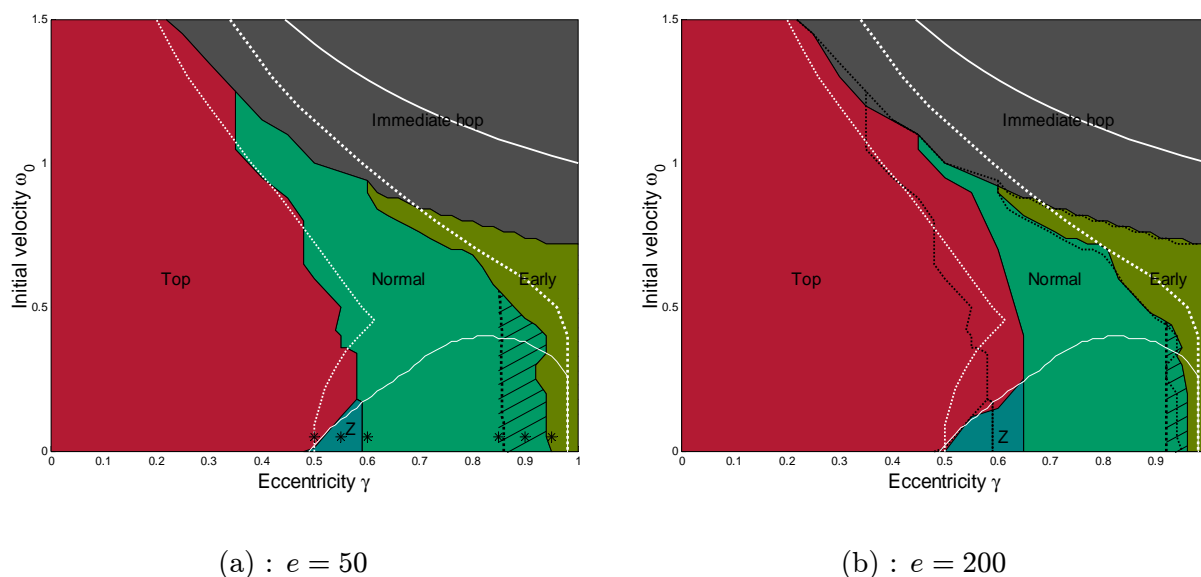 1.5
1
0.5
0
Initial velocity ω0
Immediate hop
Top
Normal
Early
Z
* * * * * *
0 0.1 0.2 0.3 0.4 0.5 0.6 0.7 0.8 0.9 1
Eccentricity γ
(a) : e = 50
1.5
1
0.5
0
Initial velocity ω0
Immediate hop
Top
Normal
Early
Z
0 0.1 0.2 0.3 0.4 0.5 0.6 0.7 0.8 0.9
Eccentricity γ
(b) : e = 200